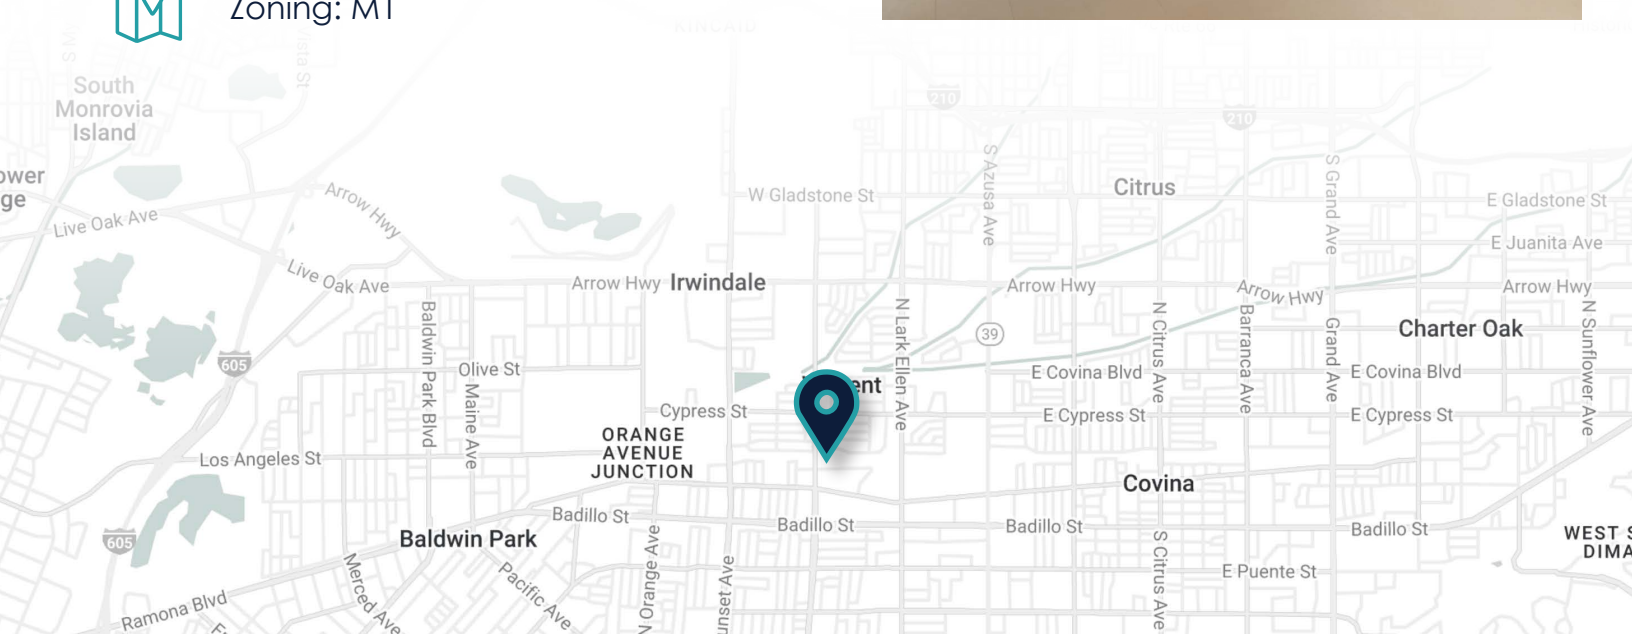 Zoning: M1
KINCAID
South
Monrovia
Island
210
210
S Azusa Ave
Citrus
S Grand Ave
W Gladstone St
E Gladstone St
E Juanita Ave
Arrow Hwy
Live Oak Ave
Live Oak Ave
Arrow Hwy
Irwindale
Arrow Hwy
Arrow Hwy
Arrow Hwy
Baldwin Park Blvd
N Lark Ellen Ave
39
N Citrus Ave
Barranca Ave
Grand Ave
Charter Oak
N Sunflower Ave
605
Olive St
Maine Ave
E Covina Blvd
E Covina Blvd
Cypress St
E Cypress St
E Cypress St
ORANGE
AVENUE
JUNCTION
Los Angeles St
Covina
605
Baldwin Park
Badillo St
Badillo St
Badillo St
Badillo St
WEST S
DIMA
N Orange Ave
unset Ave
S Citrus Ave
E Puente St
Merced Ave
Pacific Ave
Ramona Blvd